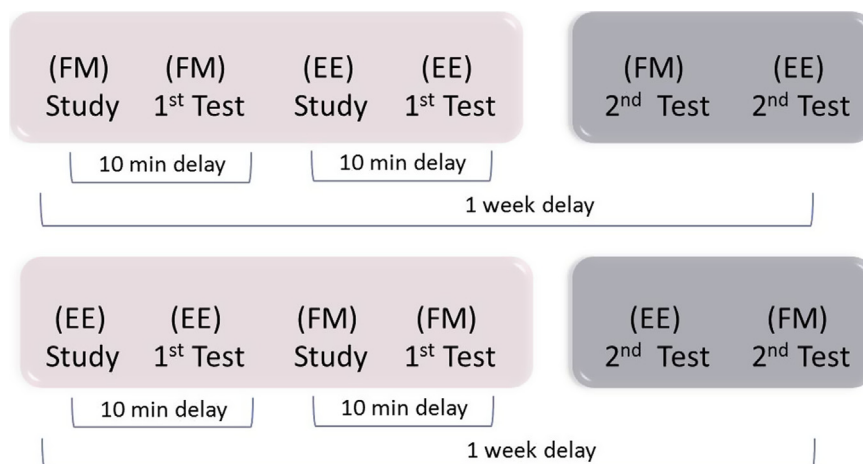 (FM) (FM) (EE) (EE) (FM) (EE)
Study 1st Test Study 1st Test 2nd Test 2nd Test
10 min delay 10 min delay
1 week delay
(EE) (EE) (FM) (FM) (EE) (FM)
Study 1st Test Study 1st Test 2nd Test 2nd Test
10 min delay 10 min delay
1 week delay